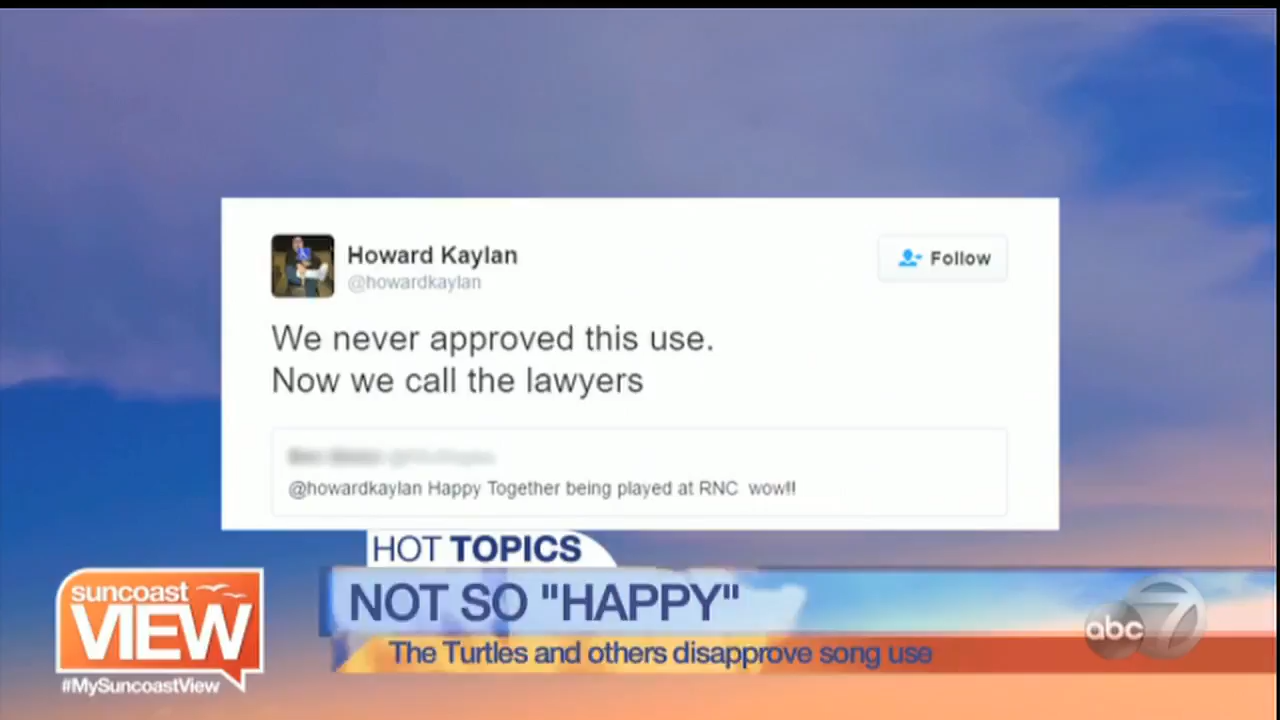 Howard Kaylan
@howardkaylan
Follow
We never approved this use.
Now we call the lawyers
@howardkaylan Happy Together being played at RNC wow!!
HOT TOPICS
NOT SO "HAPPY"
The Turtles and others disapprove song use
suncoast
VIEW
#MySuncoastView
abc 7